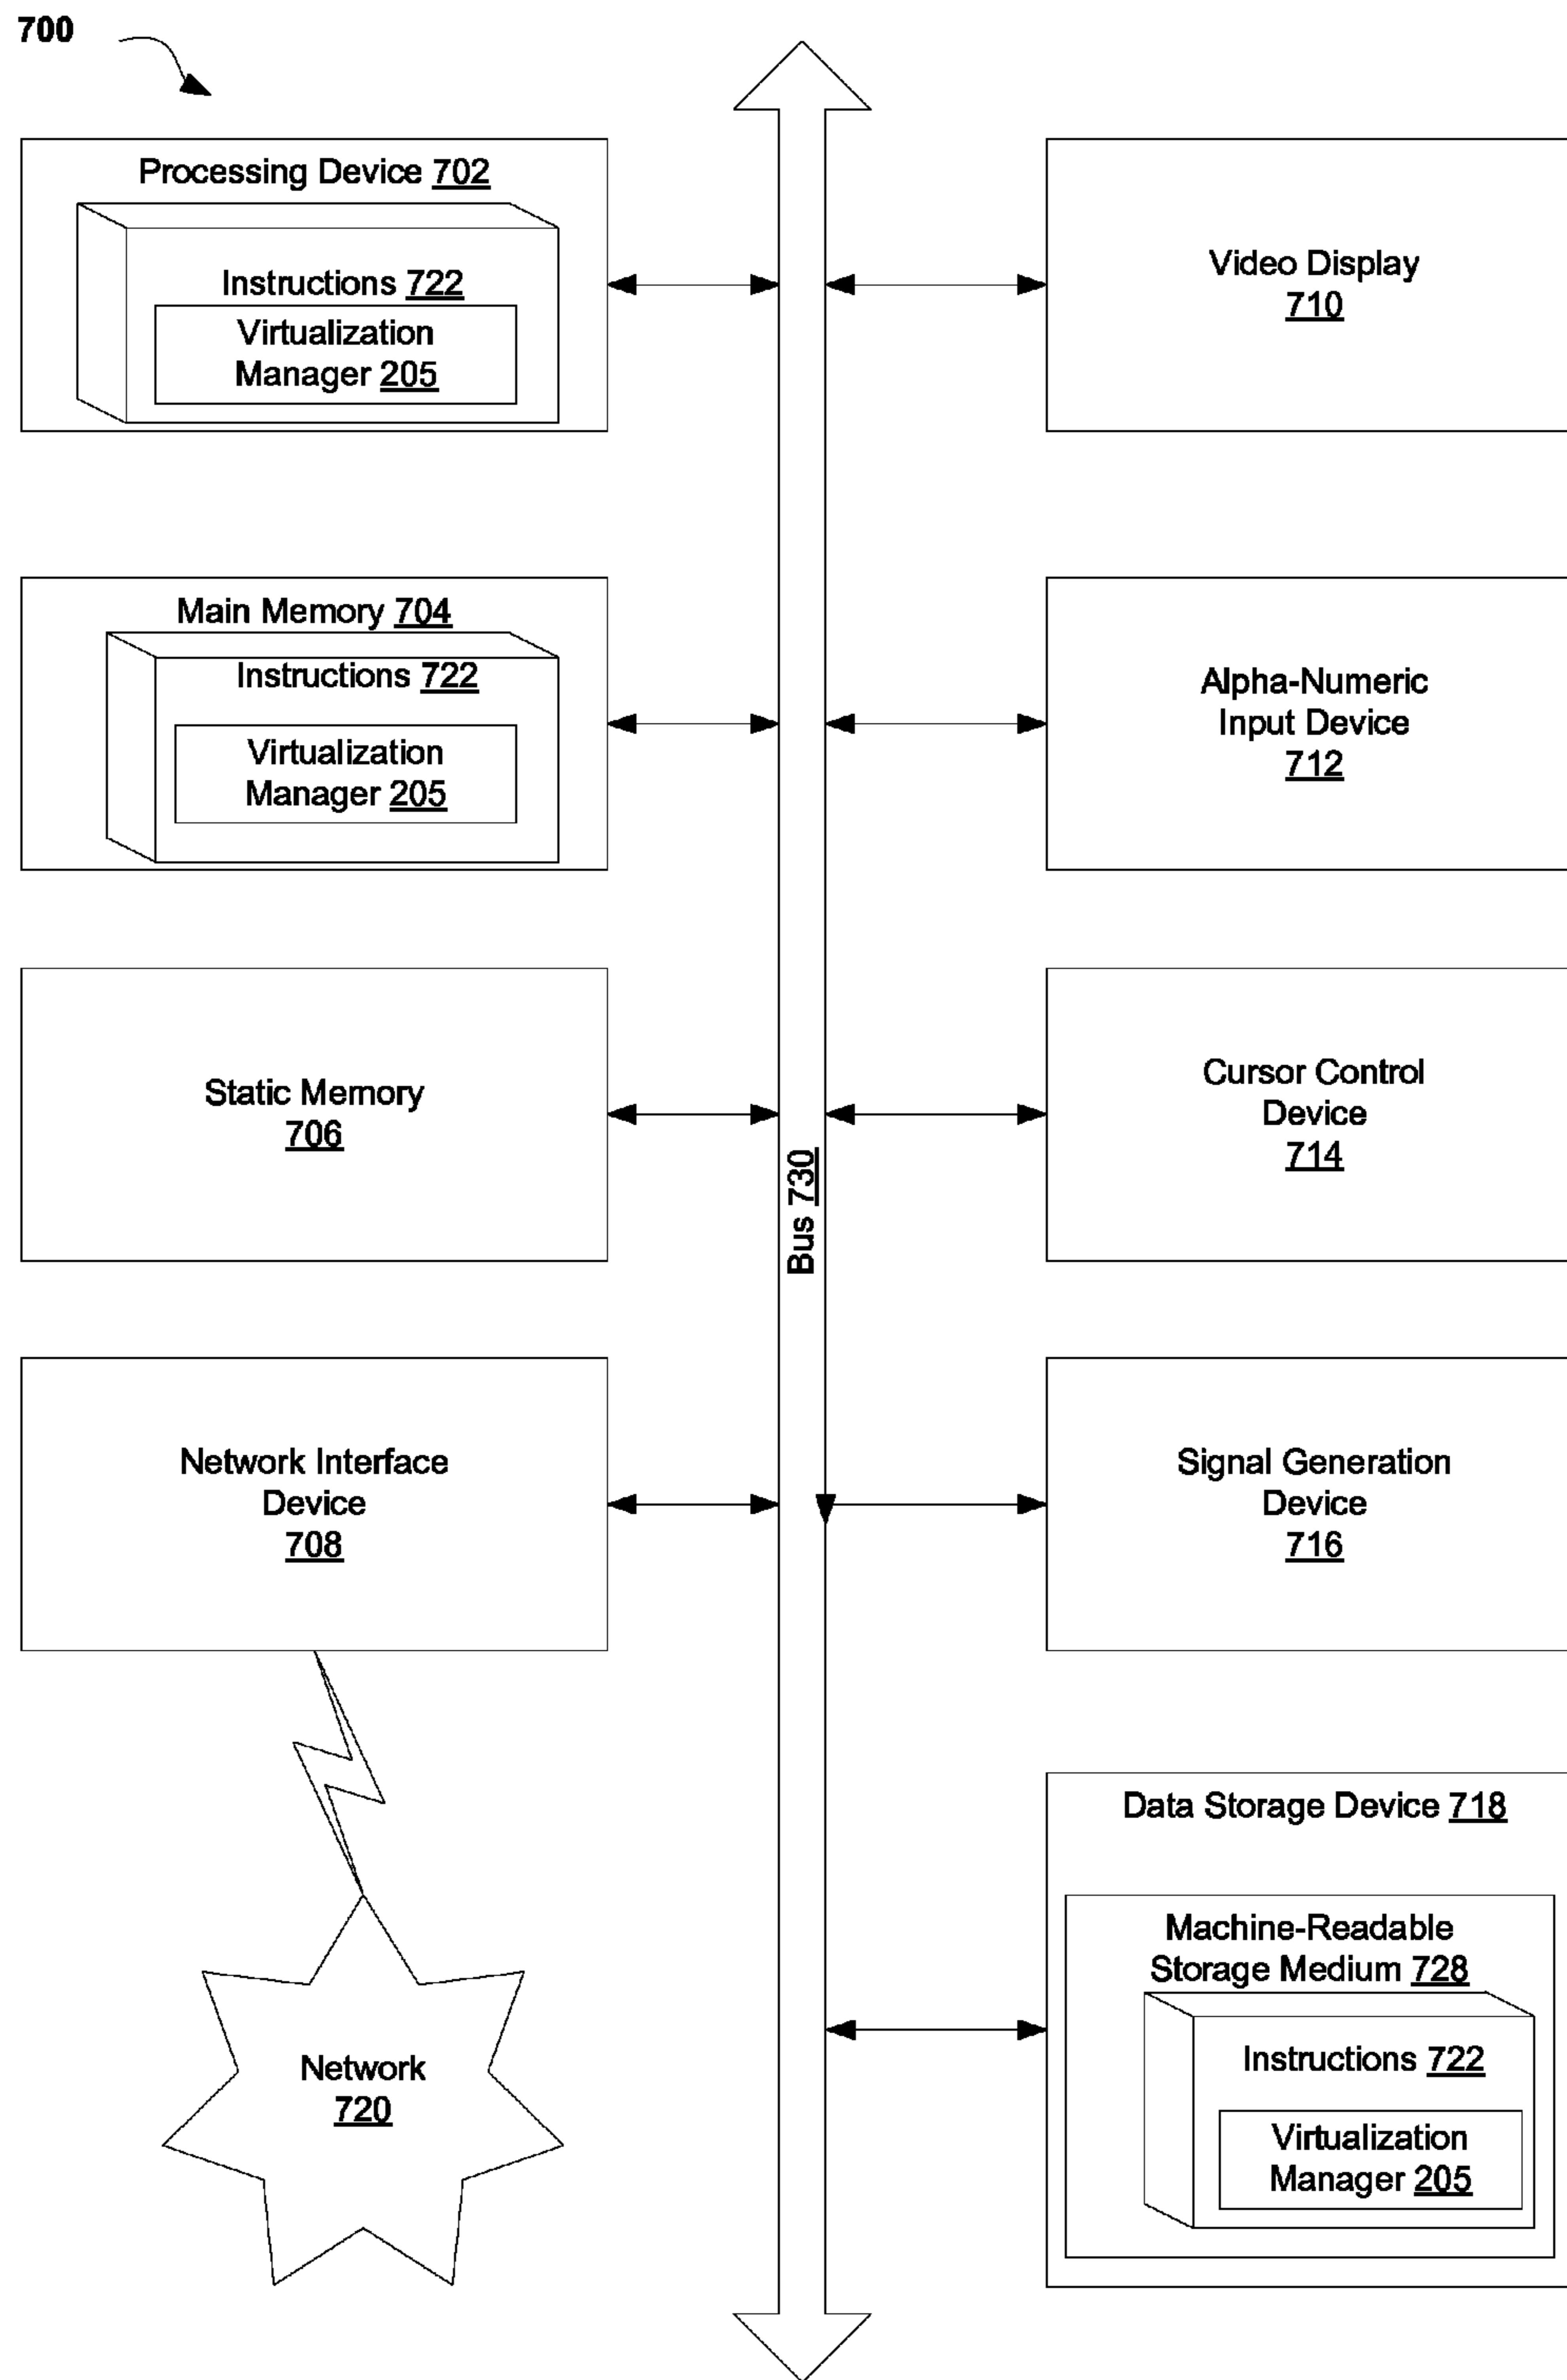 700
Processing Device 702
Instructions 722
Virtualization
Manager 205
Main Memory 704
Instructions 722
Virtualization
Manager 205
Static Memory
706
Network Interface
Device
708
Network
720
Bus 730
Video Display
710
Alpha-Numeric
Input Device
712
Cursor Control
Device
714
Signal Generation
Device
716
Data Storage Device 718
Machine-Readable
Storage Medium 728
Instructions 722
Virtualization
Manager 205